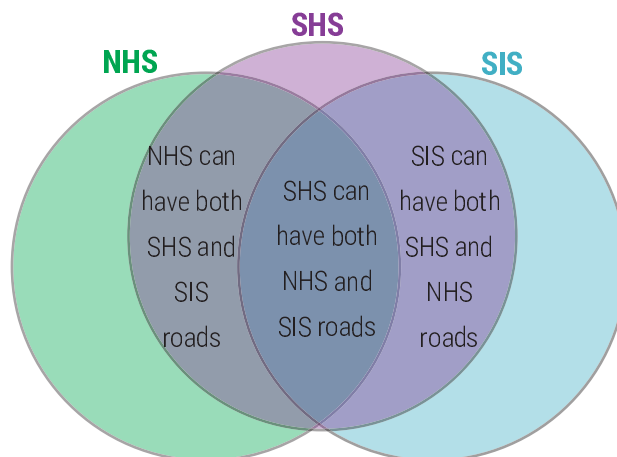 SHS
NHS
SIS
NHS can
have both
SHS and
SIS
roads
SHS can
have both
NHS and
SIS roads
SIS can
have both
SHS and
NHS
roads